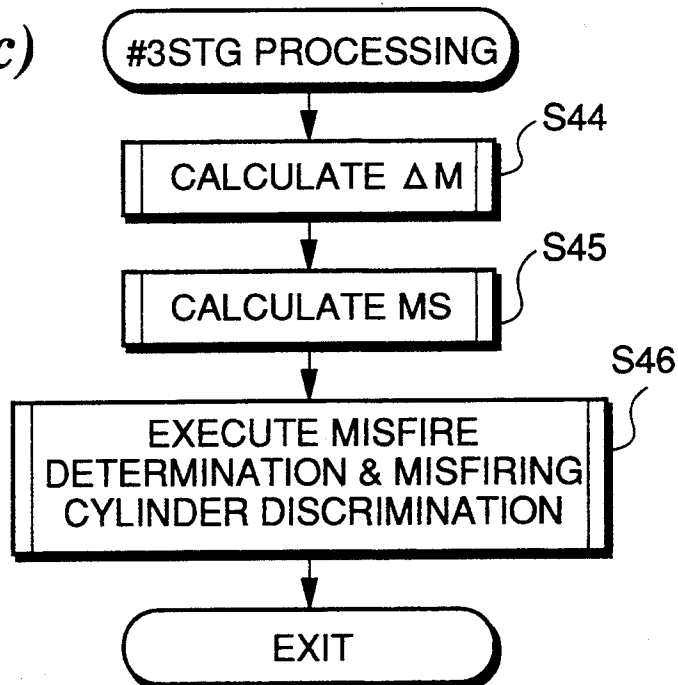 c)
#3STG PROCESSING
S44
CALCULATE ΔM
S45
CALCULATE MS
S46
EXECUTE MISFIRE
DETERMINATION & MISFIRING
CYLINDER DISCRIMINATION
EXIT